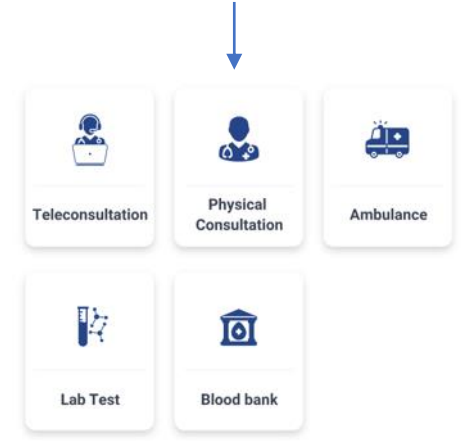 Teleconsultation
Physical
Consultation
Ambulance
Lab Test
Blood bank